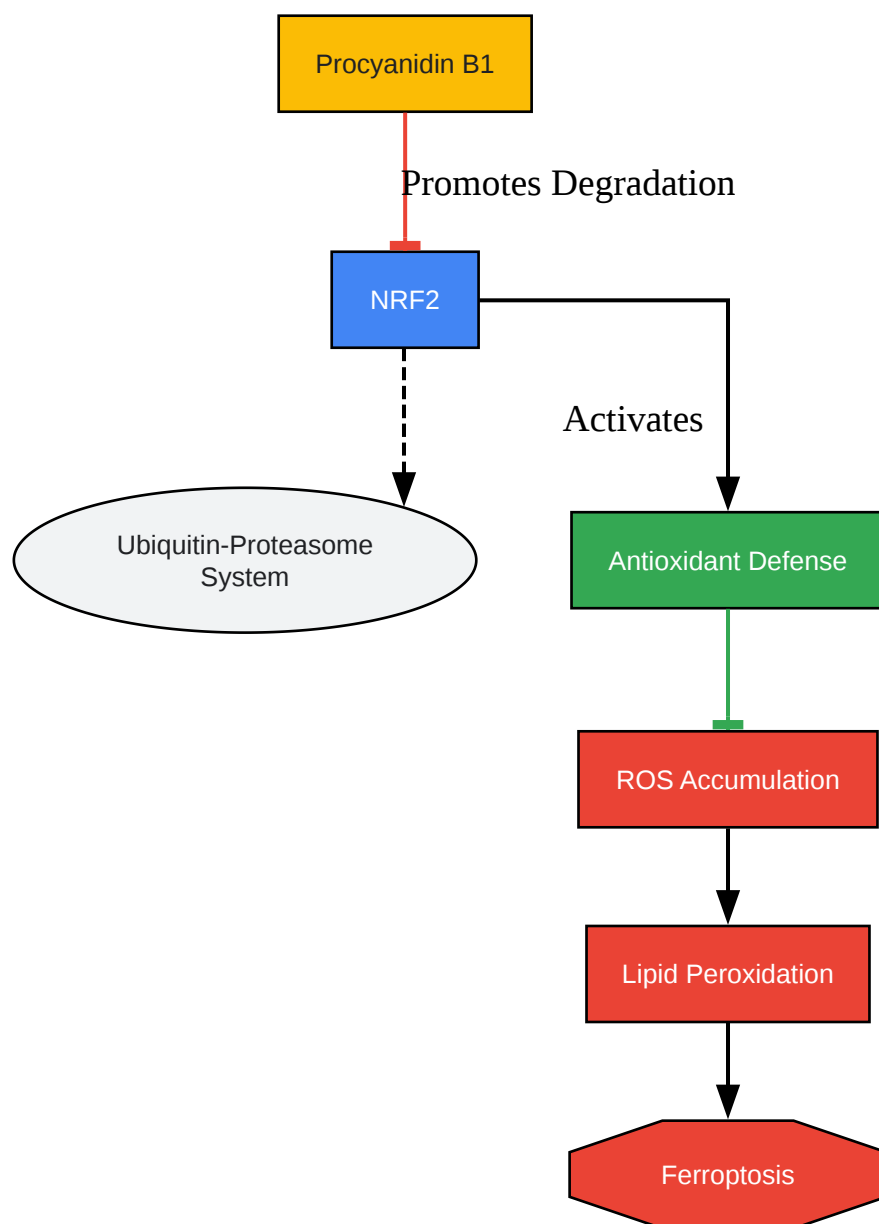 Procyanidin B1
Promotes Degradation
NRF2
Activates
Ubiquitin-Proteasome
System
Antioxidant Defense
ROS Accumulation
Lipid Peroxidation
Ferroptosis